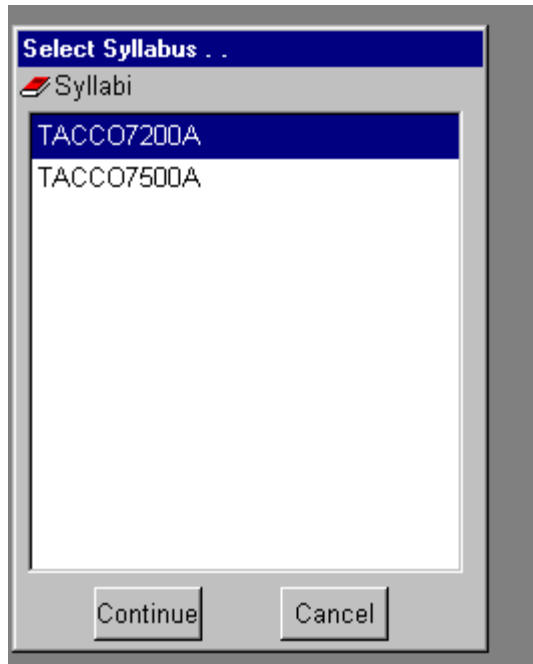 Select Syllabus . .
Syllabi
TACCO7200A
TACCO7500A
Continue Cancel